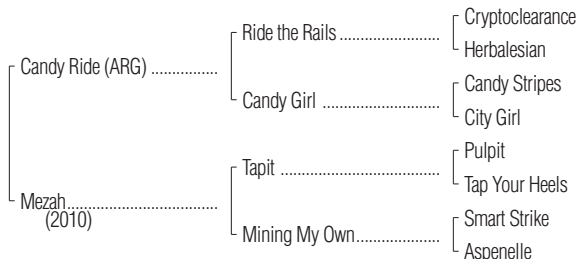 Cryptoclearance
Ride the Rails ......................
Herbalesian
Candy Ride (ARG) ...............
Candy Stripes
Candy Girl ..........................
City Girl
Pulpit
Tapit ...................................
Tap Your Heels
Mezah..................................
(2010)
Smart Strike
Mining My Own..................
Aspenelle